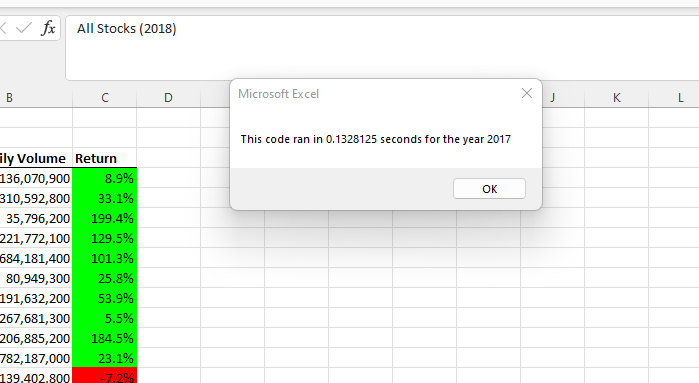 fx All Stocks (2018)
Microsoft Excel
This code ran in 0.1328125 seconds for the year 2017
OK
B C D J K L
ily Volume Return
136,070,900 8.9%
310,592,800 33.1%
35,796,200 199.4%
221,772,100 129.5%
684,181,400 101.3%
80,949,300 25.8%
191,632,200 53.9%
267,681,300 5.5%
206,885,200 184.5%
782,187,000 23.1%
139,402,800 -7.2%